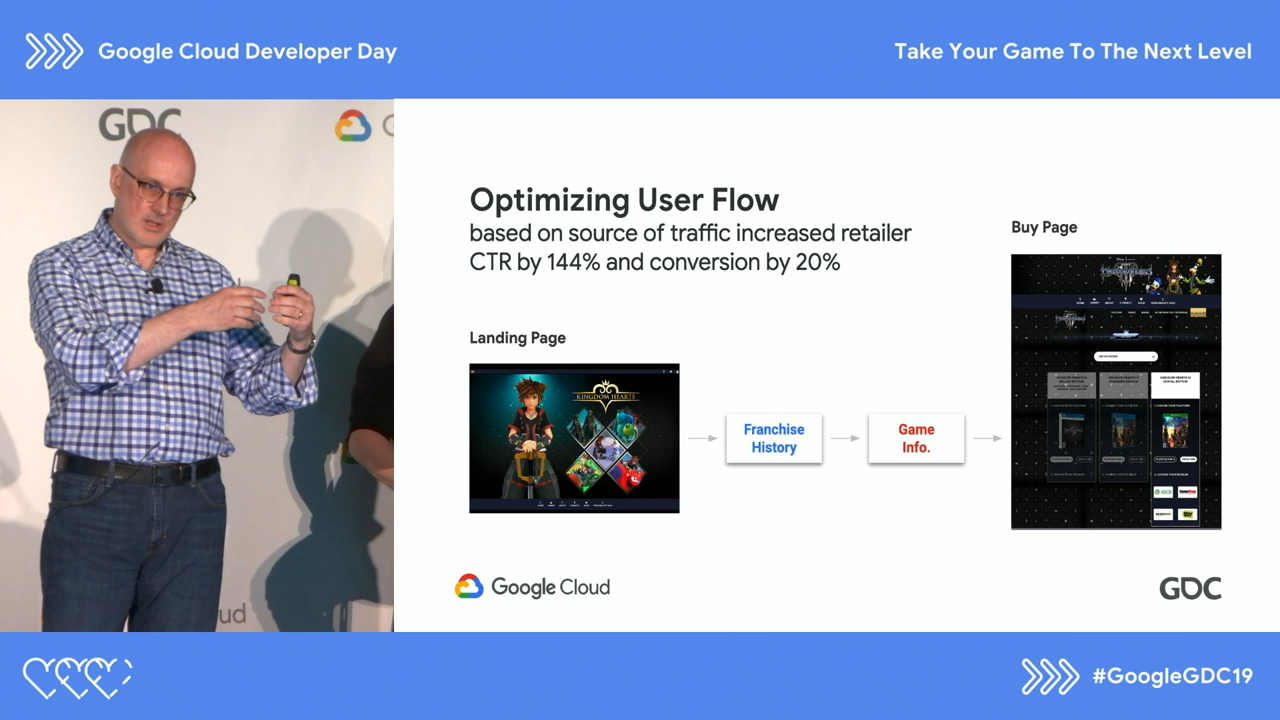 Google Cloud Developer Day
Take Your Game To The Next Level
GDC
Optimizing User Flow
based on source of traffic increased retailer
CTR by 144% and conversion by 20%
Buy Page
Landing Page
KINGDOM HEARTS
Franchise
History
Game
Info.
Google Cloud
GDC
ud
#GoogleGDC19